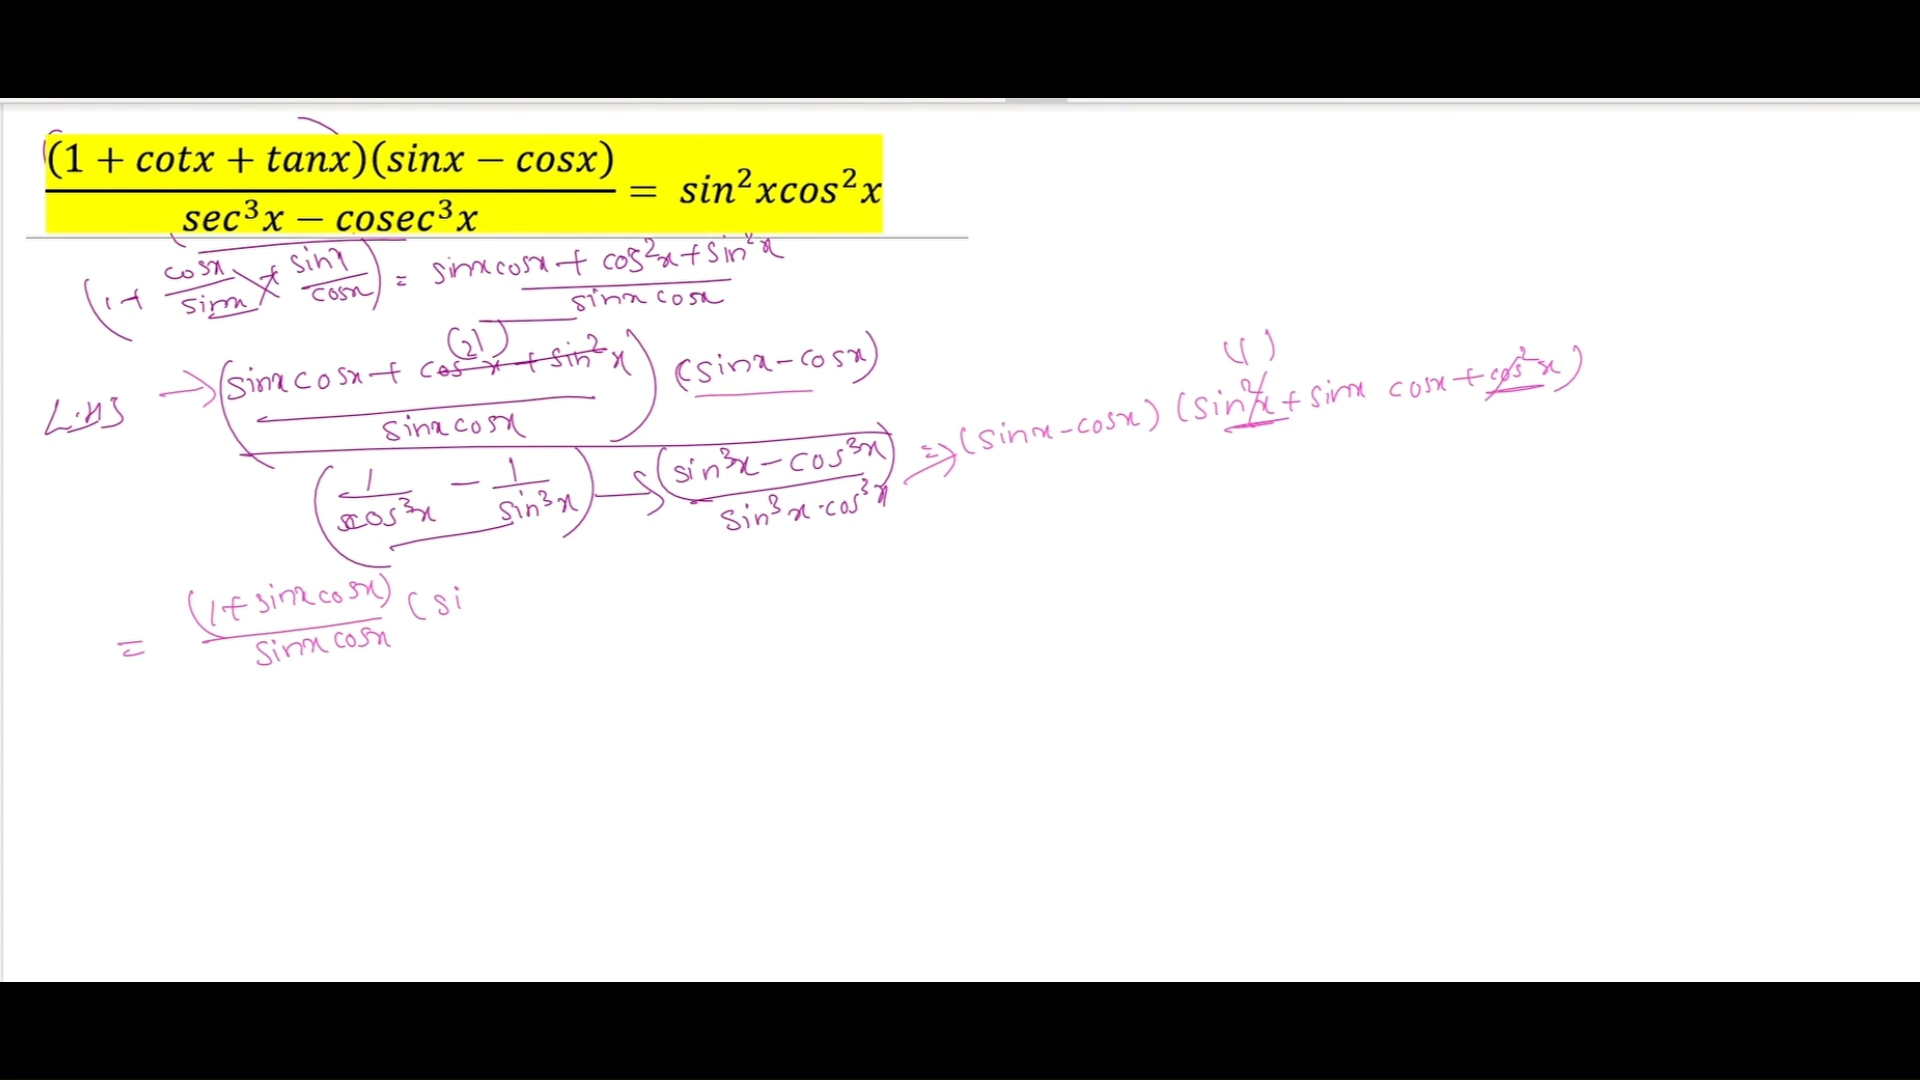 (1 + cotx + tanx)(sinx − cosx) / sec³x − cosec³x = sin²xcos²x
(1 + cosx/sinx + sinx/cosx) = sinx cosx + cos²x + sin²x / sinx cosx
L.H.S → (sinx cosx + cos²x + sin²x / sinx cosx) (sinx − cosx)
(1)
(1/cos³x − 1/sin³x) → (sin³x − cos³x) / sin³x · cos³x ⇒ (sinx − cosx) (sin²x + sinx cosx + cos²x)
= (1 + sinx cosx) / sinx cosx (si